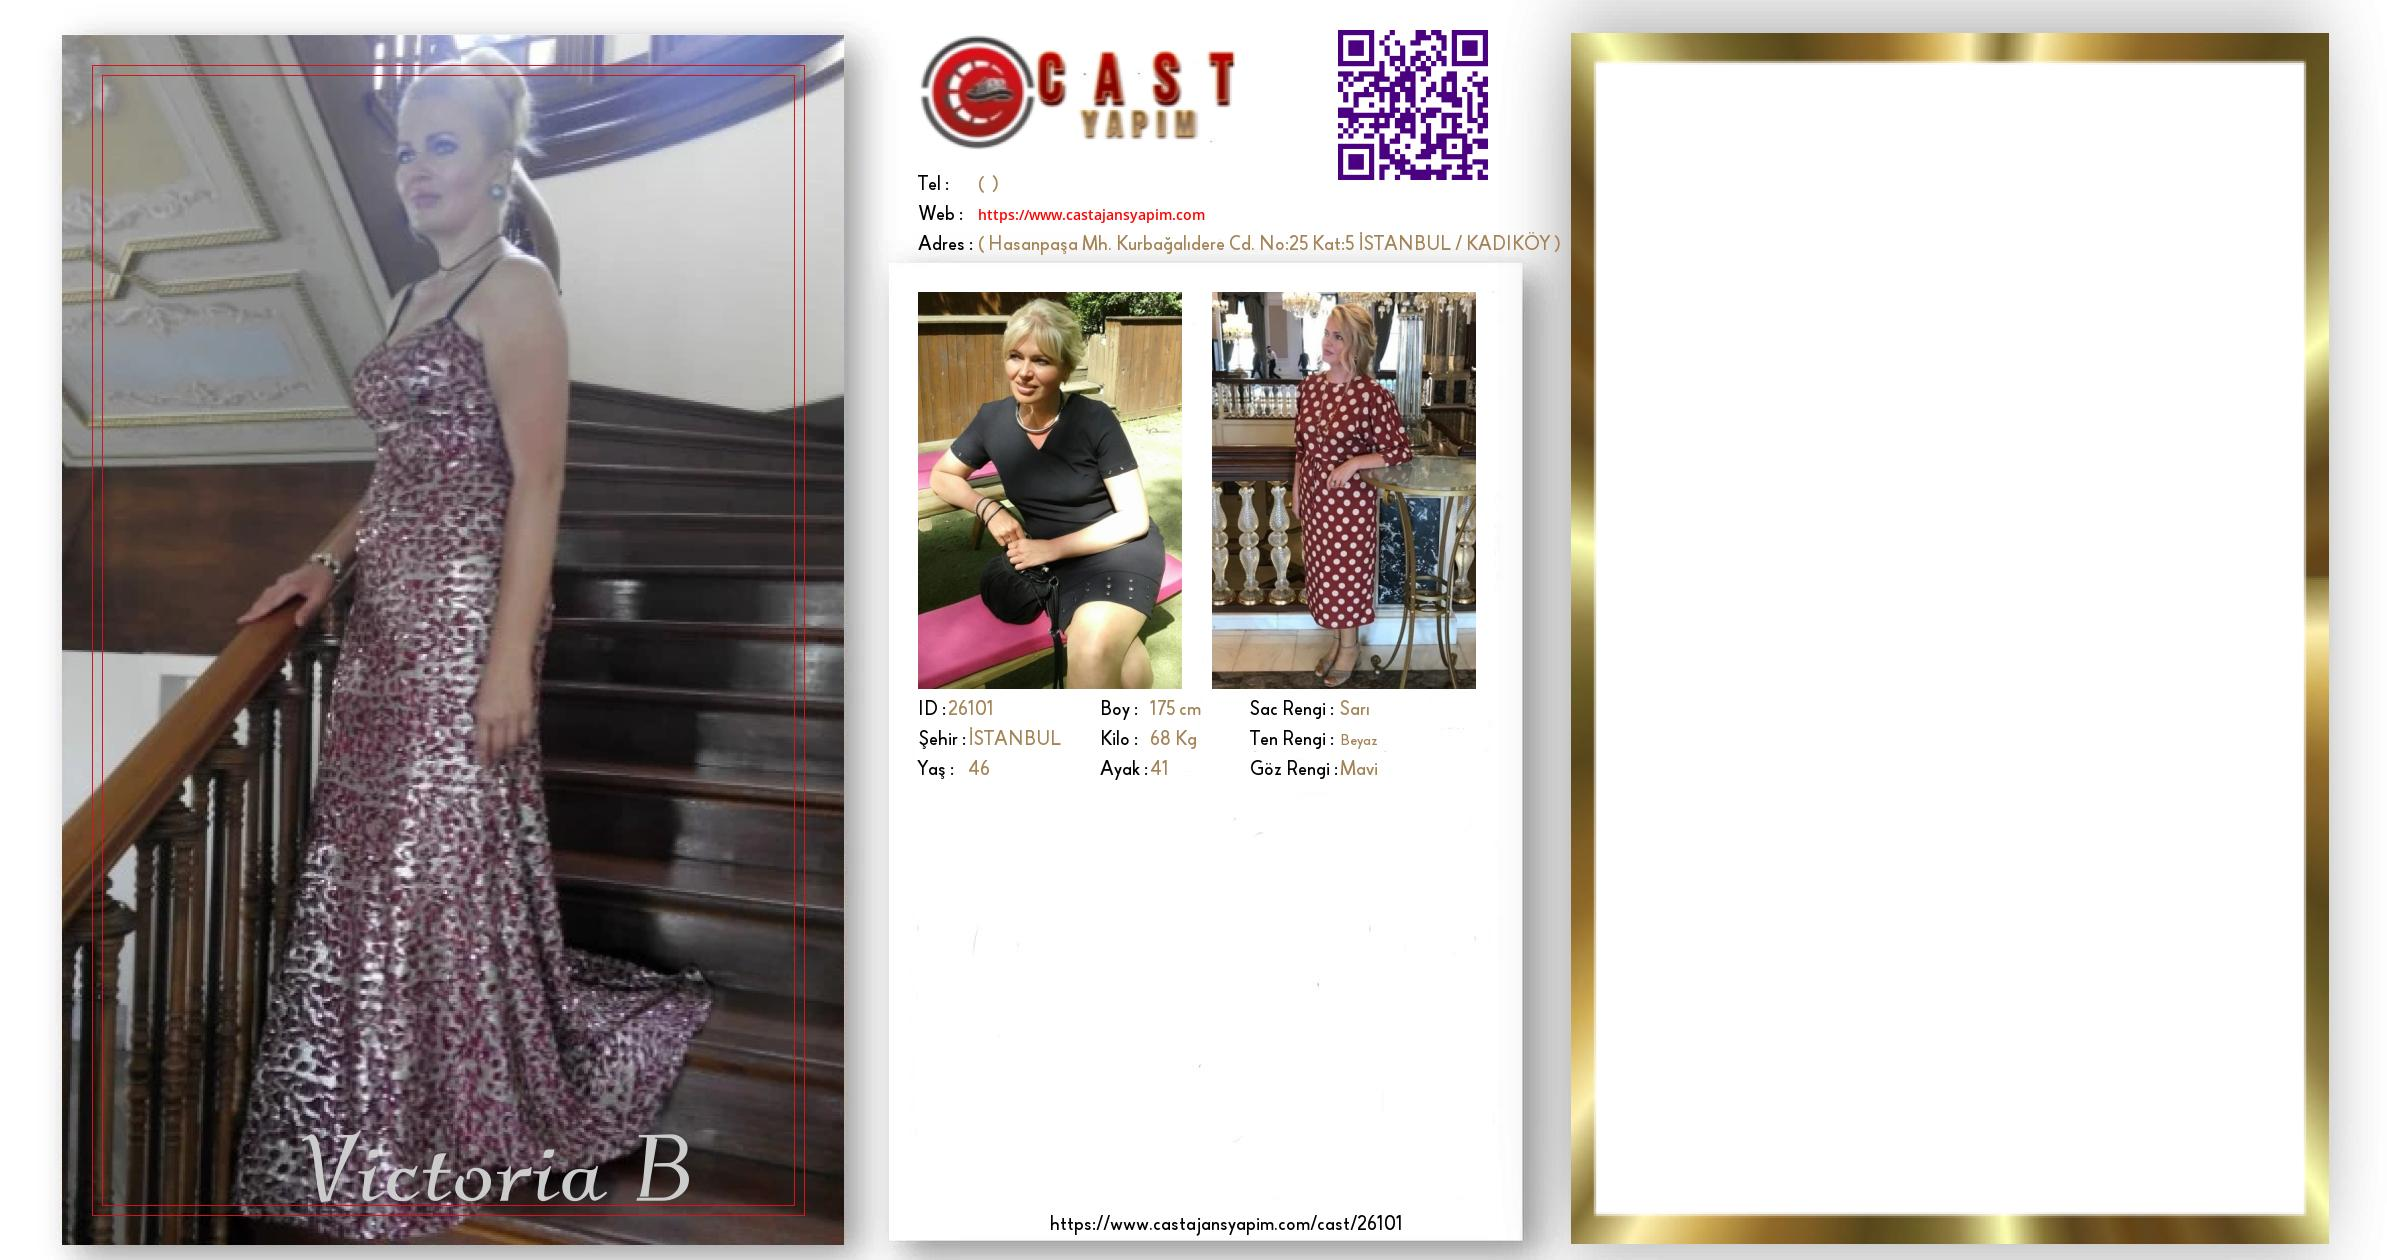 Victoria B
CAST
YAPIM
Tel : ( )
Web : https://www.castajansyapim.com
Adres : ( Hasanpaşa Mh. Kurbağalıdere Cd. No:25 Kat:5 İSTANBUL / KADIKÖY )
ID : 26101 Boy : 175 cm Sac Rengi : Sarı
Şehir : İSTANBUL Kilo : 68 Kg Ten Rengi : Beyaz
Yaş : 46 Ayak : 41 Göz Rengi : Mavi
https://www.castajansyapim.com/cast/26101